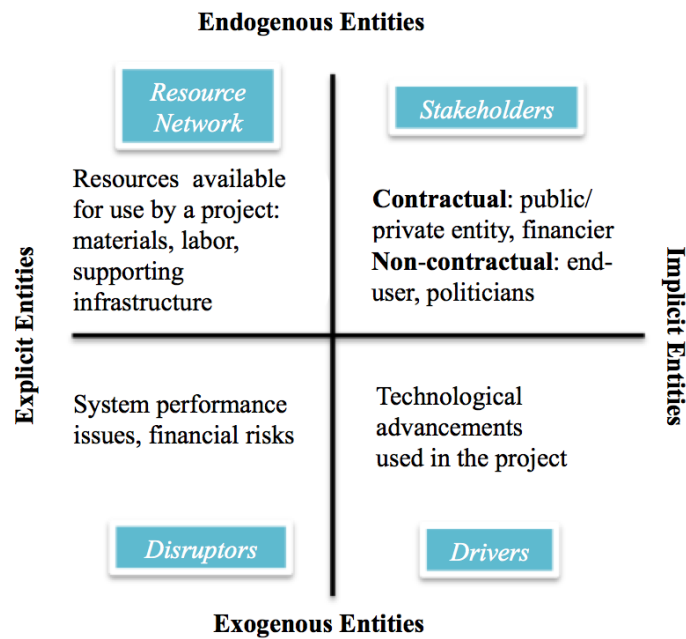 Endogenous Entities
Resource
Network
Stakeholders
Resources available
for use by a project:
materials, labor,
supporting
infrastructure
Contractual: public/
private entity, financier
Non-contractual: end-
user, politicians
Explicit Entities
Implicit Entities
System performance
issues, financial risks
Technological
advancements
used in the project
Disruptors
Drivers
Exogenous Entities